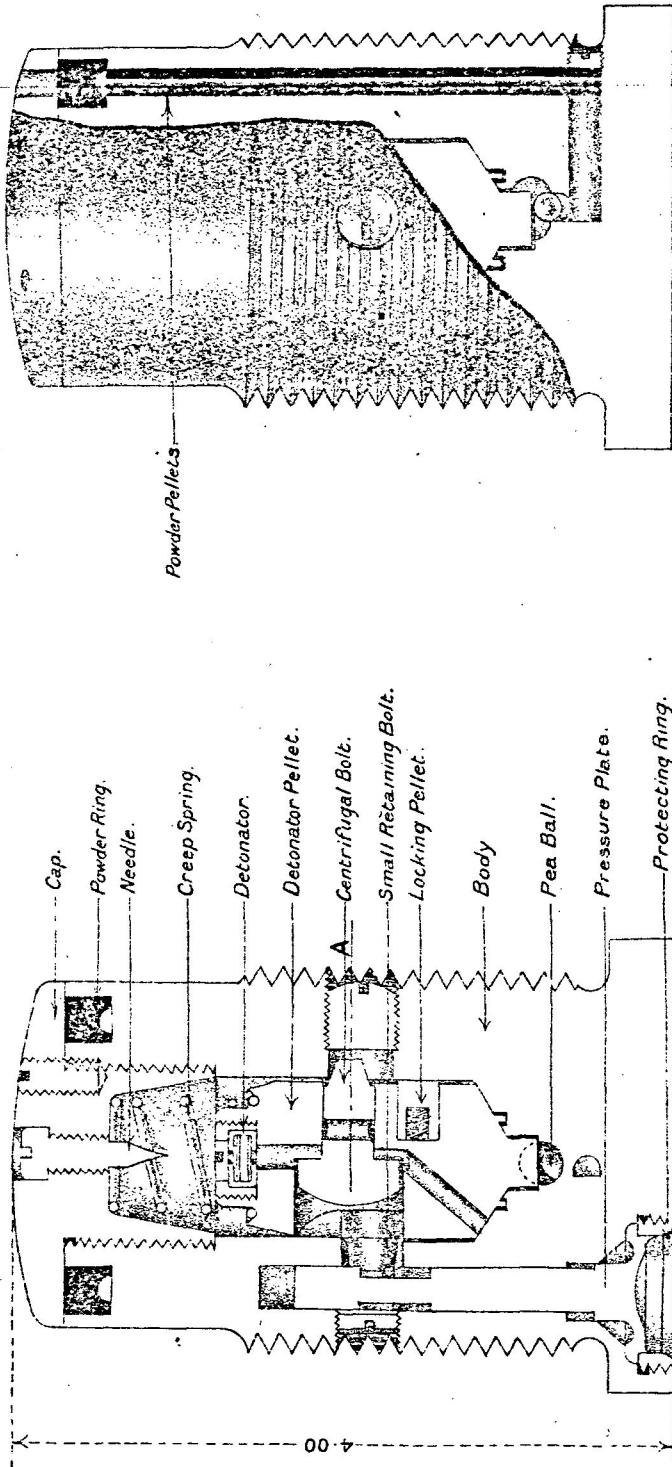 Powder Pellets.
Cap.
Powder Ring.
Needle.
Creep Spring.
Detonator.
Detonator Pellet.
Centrifugal Bolt.
A
Small Retaining Bolt.
Locking Pellet.
Body
Pea Ball.
Pressure Plate.
Protecting Ring.
4·00